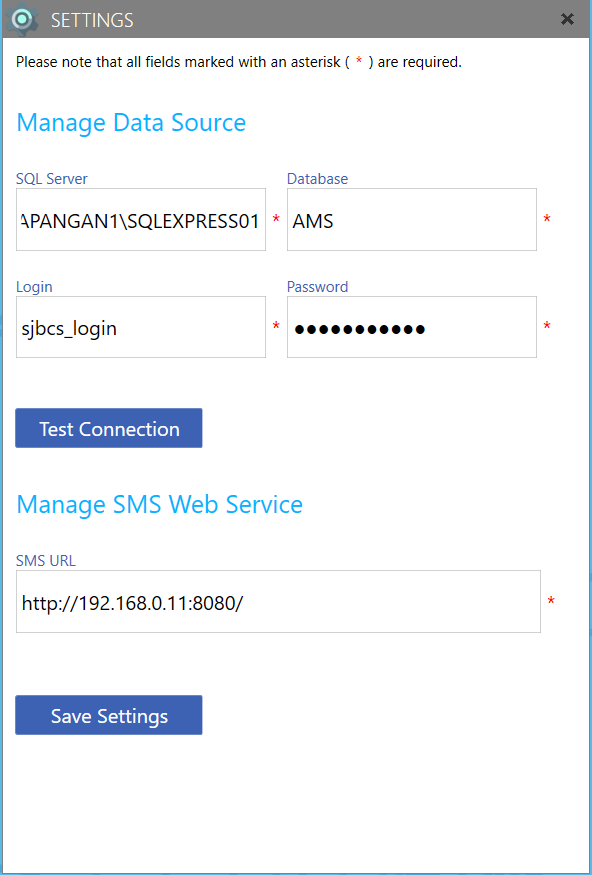 SETTINGS
Please note that all fields marked with an asterisk ( * ) are required.
Manage Data Source
SQL Server Database
APANGAN1\SQLEXPRESS01 * AMS *
Login Password
sjbcs_login * ●●●●●●●●●●● *
Test Connection
Manage SMS Web Service
SMS URL
http://192.168.0.11:8080/ *
Save Settings